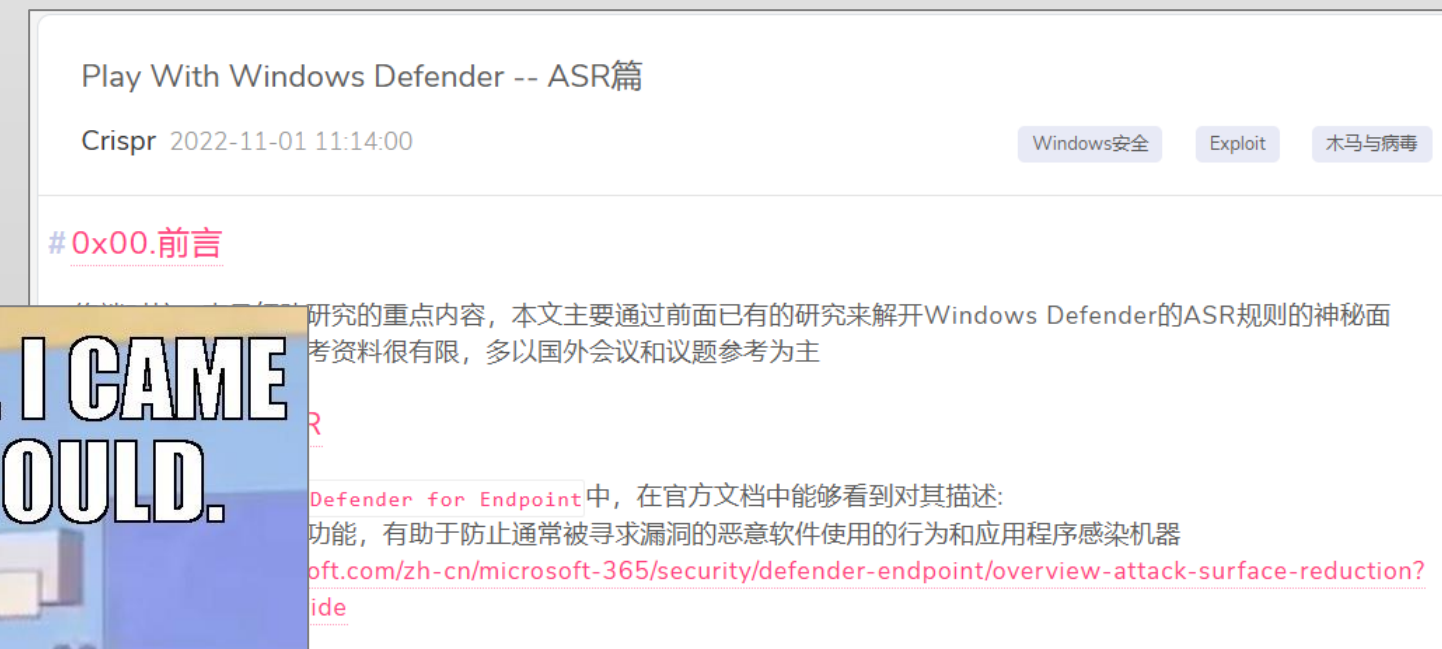 Play With Windows Defender -- ASR篇
Crispr 2022-11-01 11:14:00
Windows安全 Exploit 木马与病毒
# 0x00.前言
研究的重点内容，本文主要通过前面已有的研究来解开Windows Defender的ASR规则的神秘面
考资料很有限，多以国外会议和议题参考为主
I CAME
OULD.
R
Defender for Endpoint中，在官方文档中能够看到对其描述:
功能，有助于防止通常被寻求漏洞的恶意软件使用的行为和应用程序感染机器
oft.com/zh-cn/microsoft-365/security/defender-endpoint/overview-attack-surface-reduction?
ide